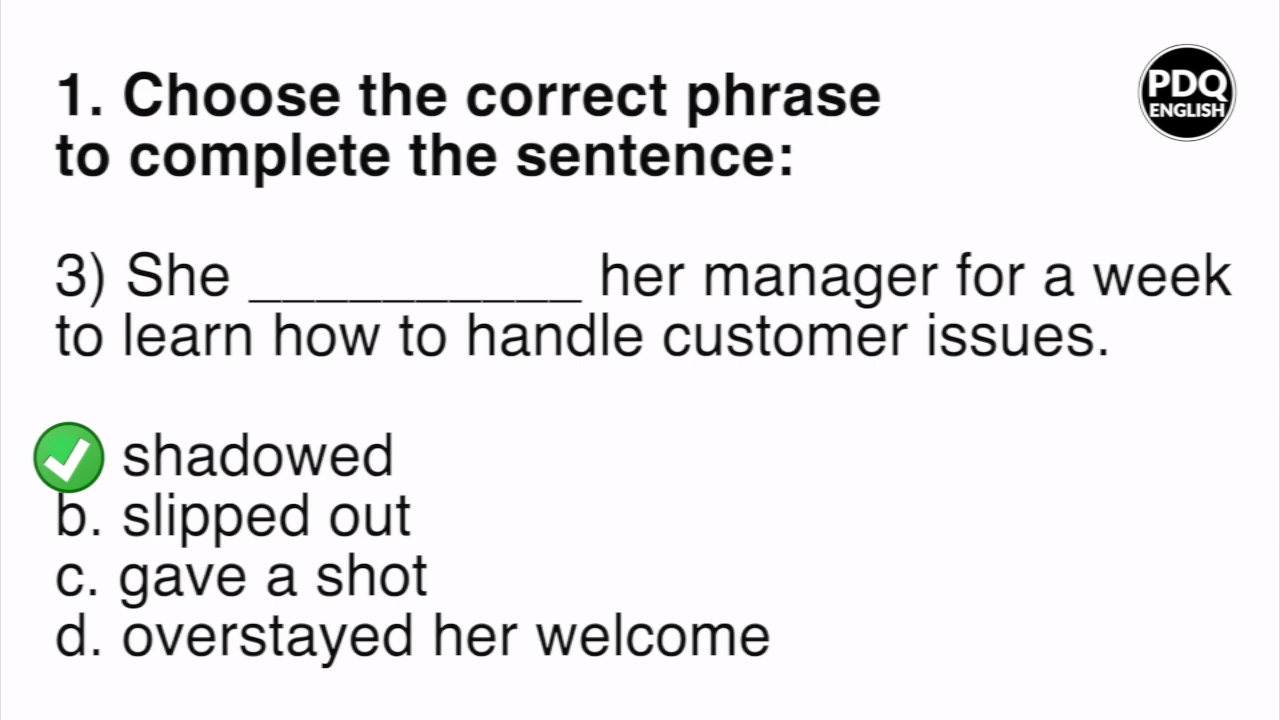 1. Choose the correct phrase
to complete the sentence:
PDQ
ENGLISH
3) She __________ her manager for a week
to learn how to handle customer issues.
shadowed
b. slipped out
c. gave a shot
d. overstayed her welcome